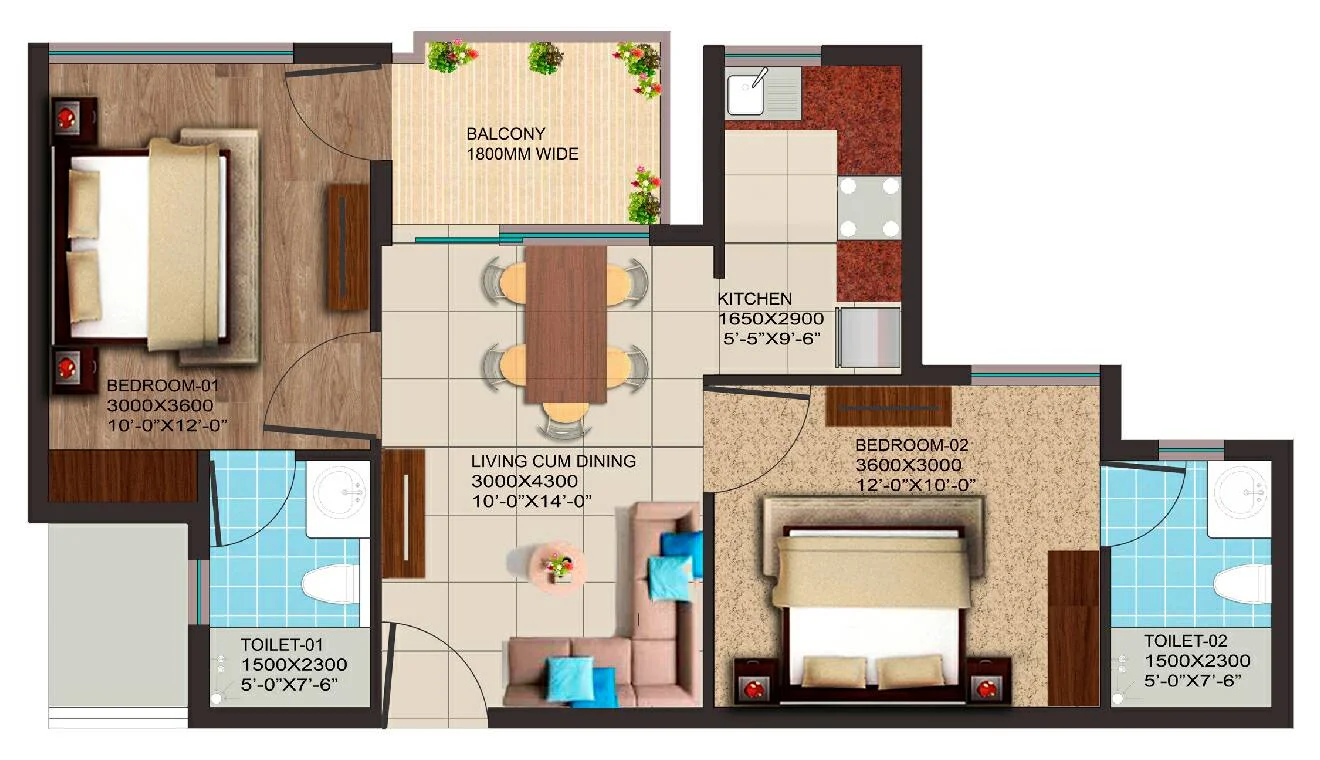 BALCONY
1800MM WIDE
KITCHEN
1650X2900
5'-5"X9'-6"
BEDROOM-01
3000X3600
10'-0"X12'-0"
LIVING CUM DINING
3000X4300
10'-0"X14'-0"
BEDROOM-02
3600X3000
12'-0"X10'-0"
TOILET-01
1500X2300
5'-0"X7'-6"
TOILET-02
1500X2300
5'-0"X7'-6"